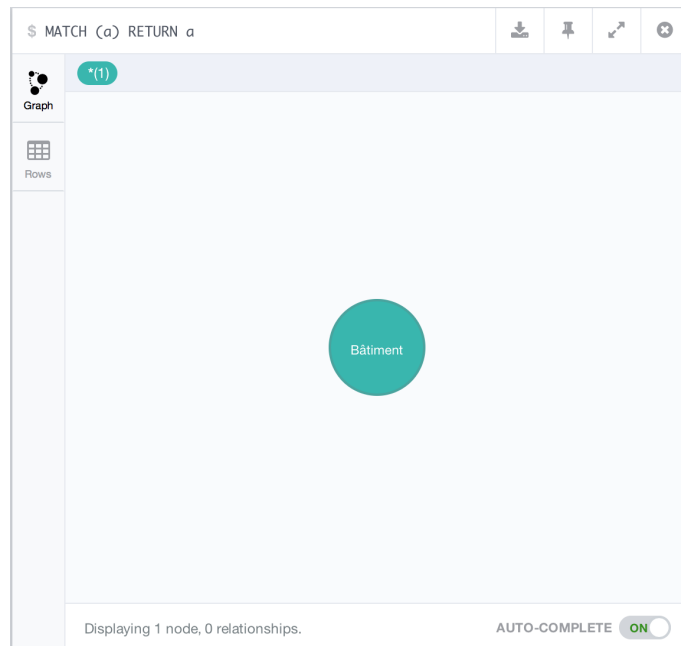 $ MATCH (a) RETURN a
*(1)
Graph
Rows
Bâtiment
Displaying 1 node, 0 relationships.
AUTO-COMPLETE ON